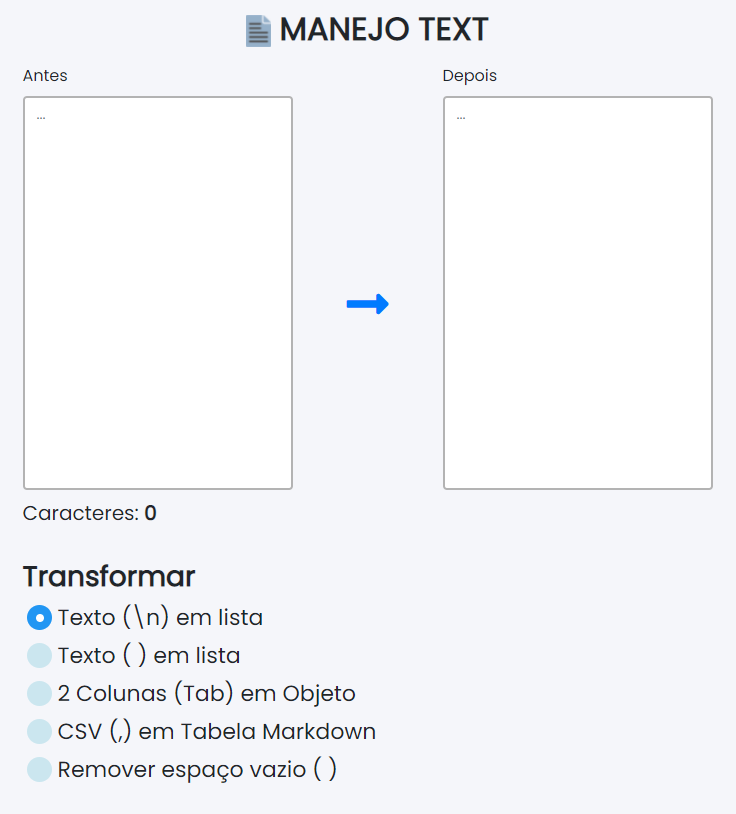 MANEJO TEXT
Antes
Depois
...
...
Caracteres: 0
Transformar
Texto (\n) em lista
Texto ( ) em lista
2 Colunas (Tab) em Objeto
CSV (,) em Tabela Markdown
Remover espaço vazio ( )